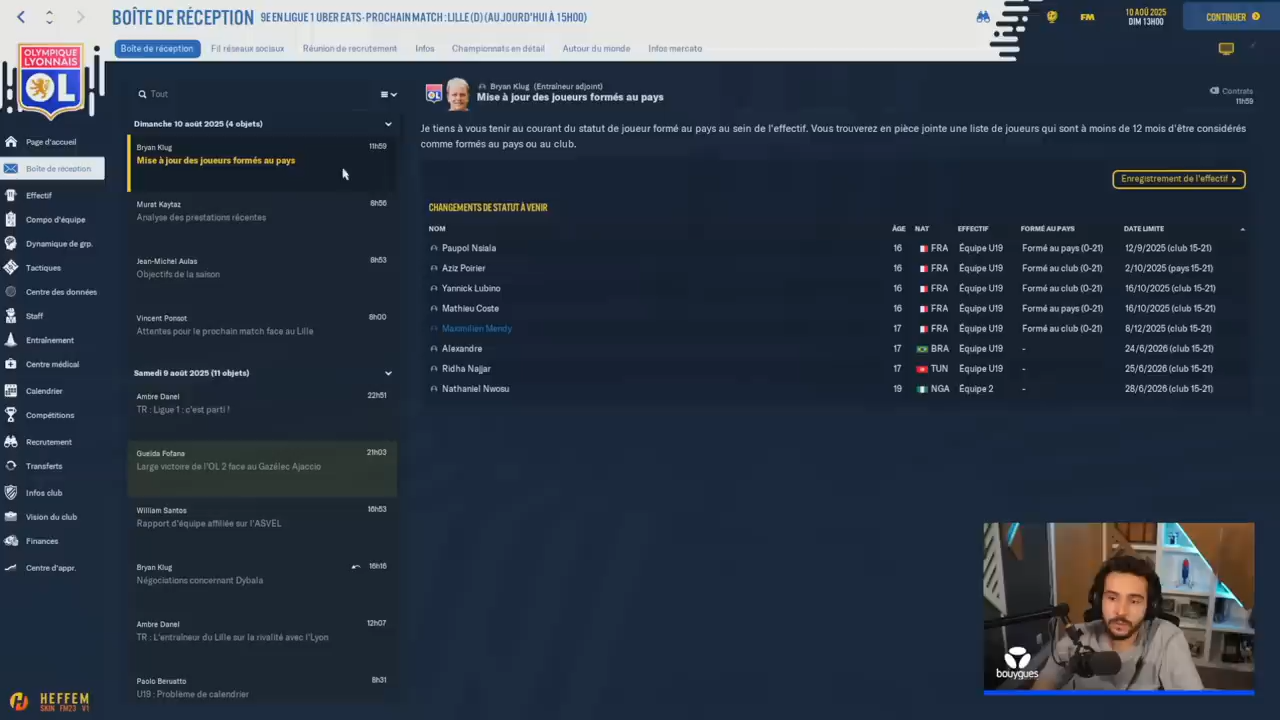 BOÎTE DE RÉCEPTION
SE EN LIGUE 1 UBER EATS - PROCHAIN MATCH : LILLE (D) (AUJOURD'HUI À 15H00)
FM
10 AOÛ 2025
DIM 13H00
CONTINUER
Boîte de réception
Fil réseaux sociaux
Réunion de recrutement
Infos
Championnats en détail
Autour du monde
Infos mercato
OLYMPIQUE
LYONNAIS
OL
Page d'accueil
Boîte de réception
Effectif
Compo d'équipe
Dynamique de grp.
Tactiques
Centre des données
Staff
Entraînement
Centre médical
Calendrier
Compétitions
Recrutement
Transferts
Infos club
Vision du club
Finances
Centre d'appr.
HEFFEM
SKIN FM23 V1
Tout
Dimanche 10 août 2025 (4 objets)
Bryan Klug 11h59
Mise à jour des joueurs formés au pays
Murat Kaytaz 8h56
Analyse des prestations récentes
Jean-Michel Aulas 8h53
Objectifs de la saison
Vincent Ponsot 8h00
Attentes pour le prochain match face au Lille
Samedi 9 août 2025 (11 objets)
Ambre Danel 22h51
TR : Ligue 1 : c'est parti !
Gueïda Fofana 21h03
Large victoire de l'OL 2 face au Gazélec Ajaccio
William Santos 16h53
Rapport d'équipe affiliée sur l'ASVEL
Bryan Klug 16h16
Négociations concernant Dybala
Ambre Danel 12h07
TR : L'entraîneur du Lille sur la rivalité avec l'Lyon
Paolo Beruatto 8h31
U19 : Problème de calendrier
Bryan Klug (Entraîneur adjoint)
Mise à jour des joueurs formés au pays
Contrats
11h59
Je tiens à vous tenir au courant du statut de joueur formé au pays au sein de l'effectif. Vous trouverez en pièce jointe une liste de joueurs qui sont à moins de 12 mois d'être considérés
comme formés au pays ou au club.
Enregistrement de l'effectif
CHANGEMENTS DE STATUT À VENIR
NOM ÂGE NAT EFFECTIF FORMÉ AU PAYS DATE LIMITE
Paupol Nsiala 16 FRA Équipe U19 Formé au pays (0-21) 12/9/2025 (club 15-21)
Aziz Poirier 16 FRA Équipe U19 Formé au club (0-21) 2/10/2025 (pays 15-21)
Yannick Lubino 16 FRA Équipe U19 Formé au club (0-21) 16/10/2025 (club 15-21)
Mathieu Coste 16 FRA Équipe U19 Formé au pays (0-21) 16/10/2025 (club 15-21)
Maximilien Mendy 17 FRA Équipe U19 Formé au club (0-21) 8/12/2025 (club 15-21)
Alexandre 17 BRA Équipe U19 - 24/6/2026 (club 15-21)
Ridha Najjar 17 TUN Équipe U19 - 25/6/2026 (club 15-21)
Nathaniel Nwosu 19 NGA Équipe 2 - 28/6/2026 (club 15-21)
bouygues